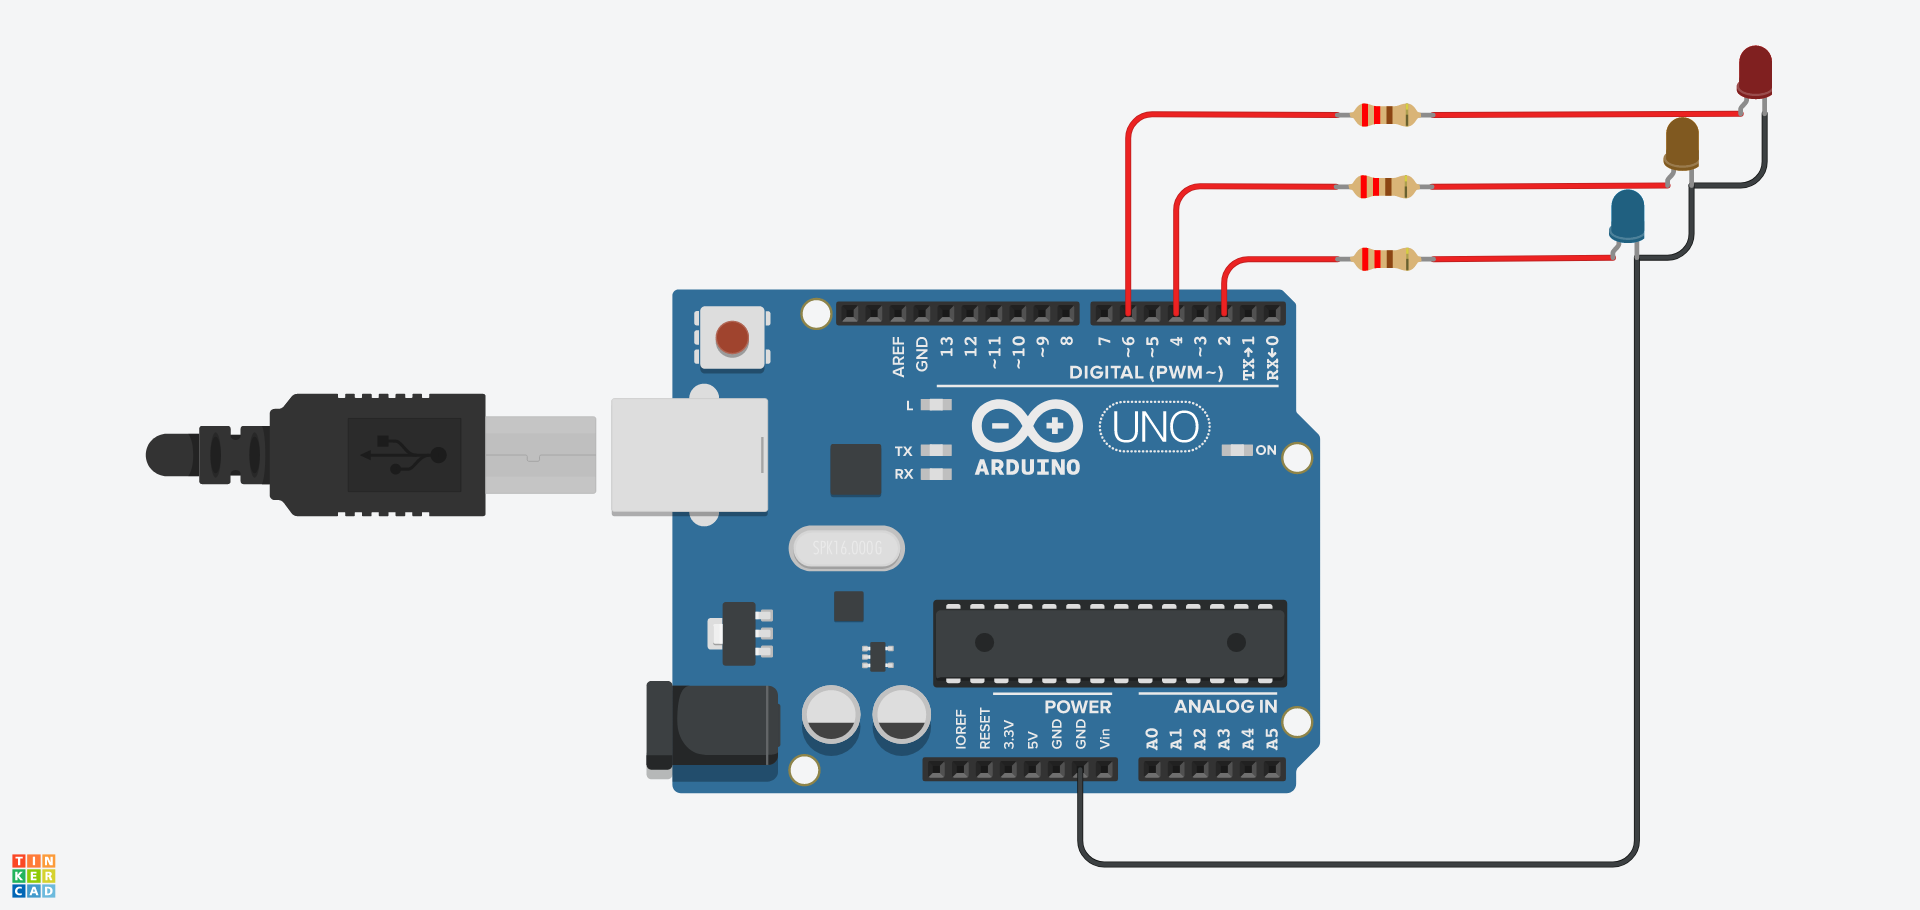 AREF
GND
13
12
~11
~10
~9
8
7
~6
~5
4
~3
2
TX→1
RX←0
DIGITAL (PWM~)
L
TX
RX
ARDUINO
UNO
ON
SPK16.000G
POWER
ANALOG IN
IOREF
RESET
3.3V
5V
GND
GND
Vin
A0
A1
A2
A3
A4
A5
TIN
KER
CAD